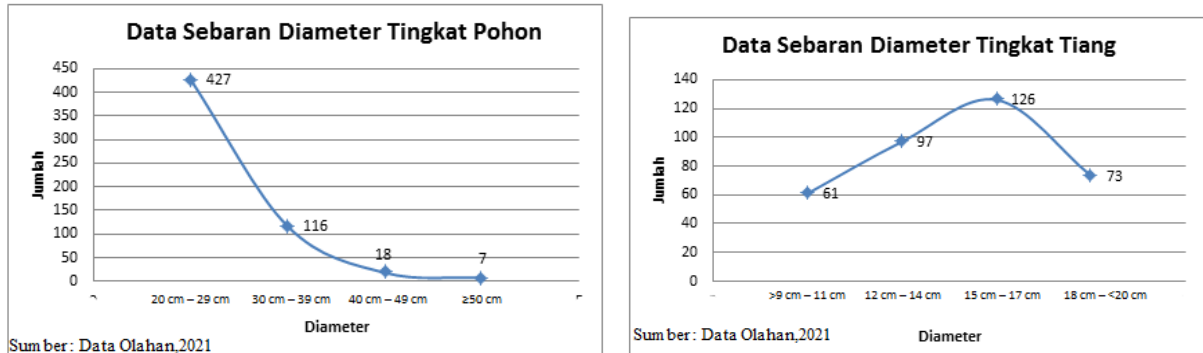 Data Sebaran Diameter Tingkat Pohon
450
400
350
300
250
200
150
100
50
0
Jumlah
427
116
18
7
20 cm – 29 cm
30 cm – 39 cm
40 cm – 49 cm
≥50 cm
Diameter
Sumber: Data Olahan,2021
Data Sebaran Diameter Tingkat Tiang
140
120
100
80
60
40
20
0
Jumlah
61
97
126
73
>9 cm – 11 cm
12 cm – 14 cm
15 cm – 17 cm
18 cm – <20 cm
Diameter
Sumber: Data Olahan,2021